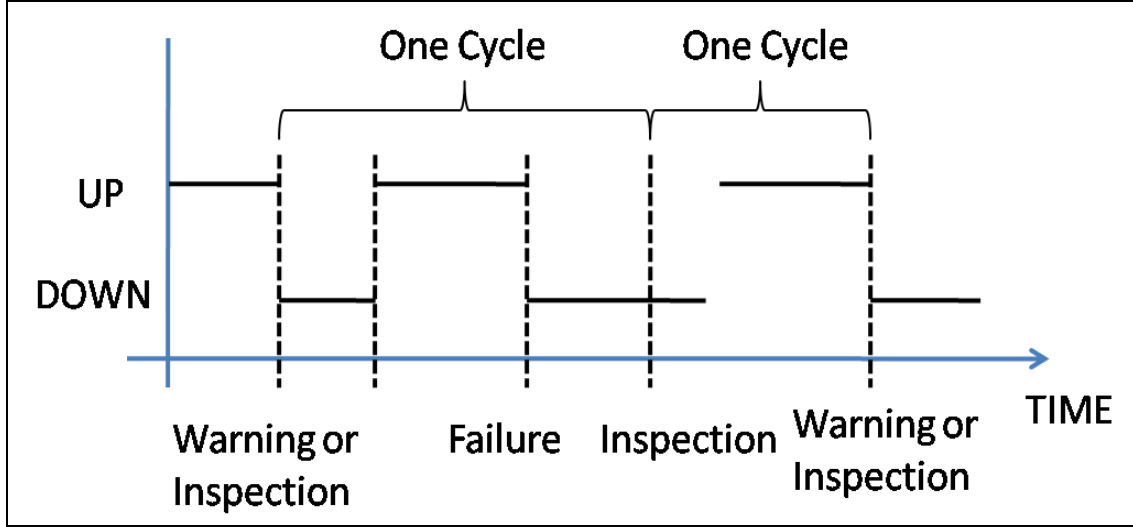 One Cycle
One Cycle
UP
DOWN
TIME
Warning or
Inspection
Failure
Inspection
Warning or
Inspection